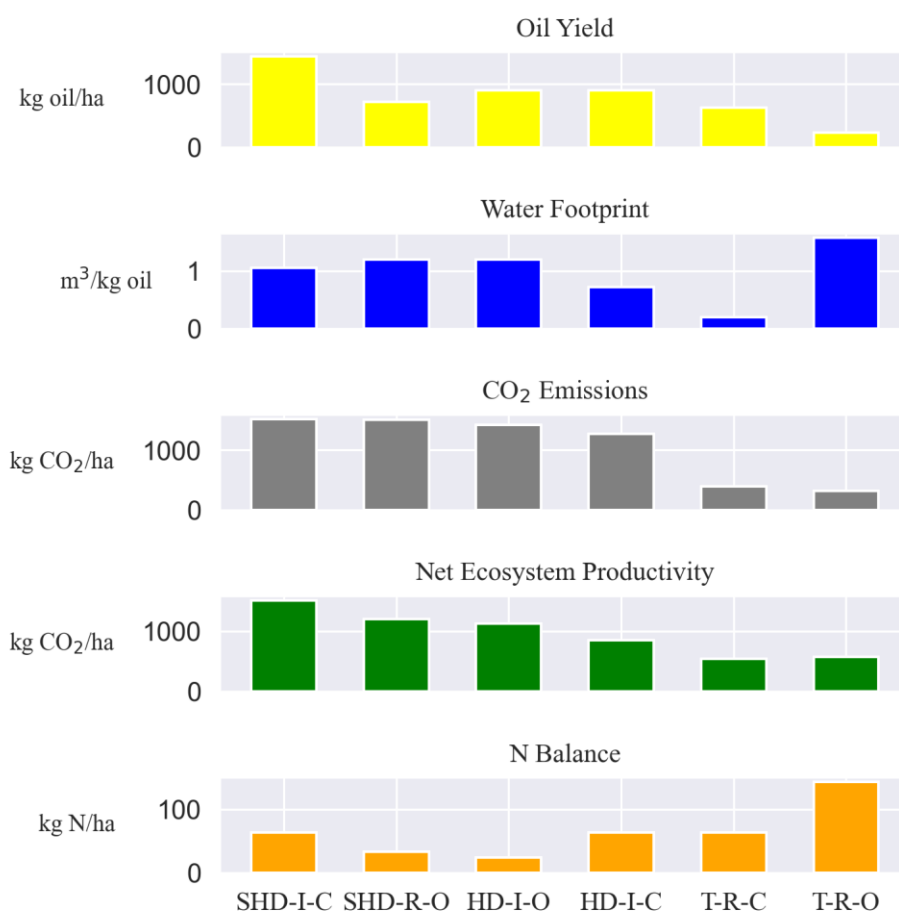 Oil Yield
kg oil/ha
1000
0
Water Footprint
m³/kg oil
1
0
CO₂ Emissions
kg CO₂/ha
1000
0
Net Ecosystem Productivity
kg CO₂/ha
1000
0
N Balance
kg N/ha
100
0
SHD-I-C SHD-R-O HD-I-O HD-I-C T-R-C T-R-O